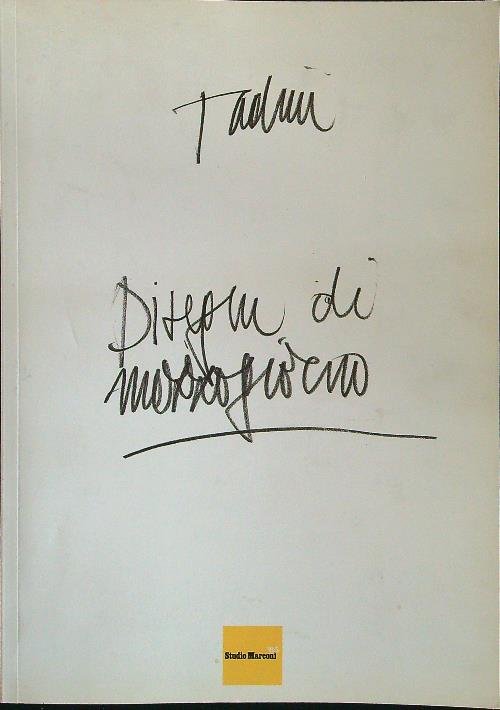 Tadini
Disegni di
mezzogiorno
Studio Marconi